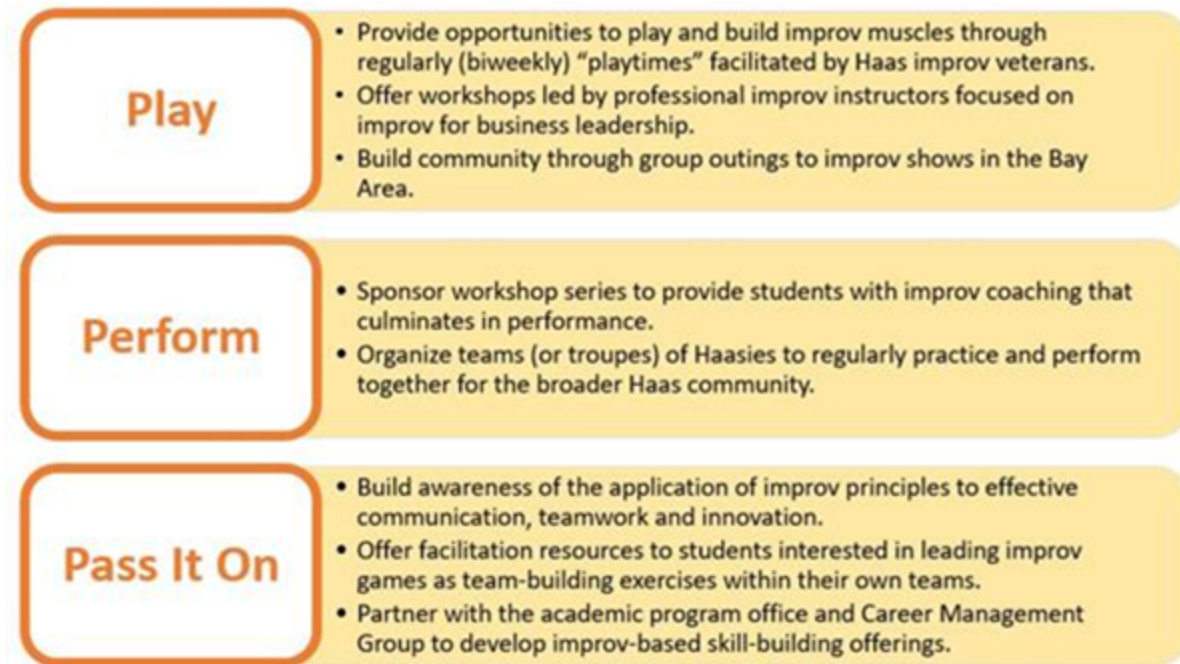 Play
• Provide opportunities to play and build improv muscles through
regularly (biweekly) “playtimes” facilitated by Haas improv veterans.
• Offer workshops led by professional improv instructors focused on
improv for business leadership.
• Build community through group outings to improv shows in the Bay
Area.
Perform
• Sponsor workshop series to provide students with improv coaching that
culminates in performance.
• Organize teams (or troupes) of Haasies to regularly practice and perform
together for the broader Haas community.
Pass It On
• Build awareness of the application of improv principles to effective
communication, teamwork and innovation.
• Offer facilitation resources to students interested in leading improv
games as team-building exercises within their own teams.
• Partner with the academic program office and Career Management
Group to develop improv-based skill-building offerings.